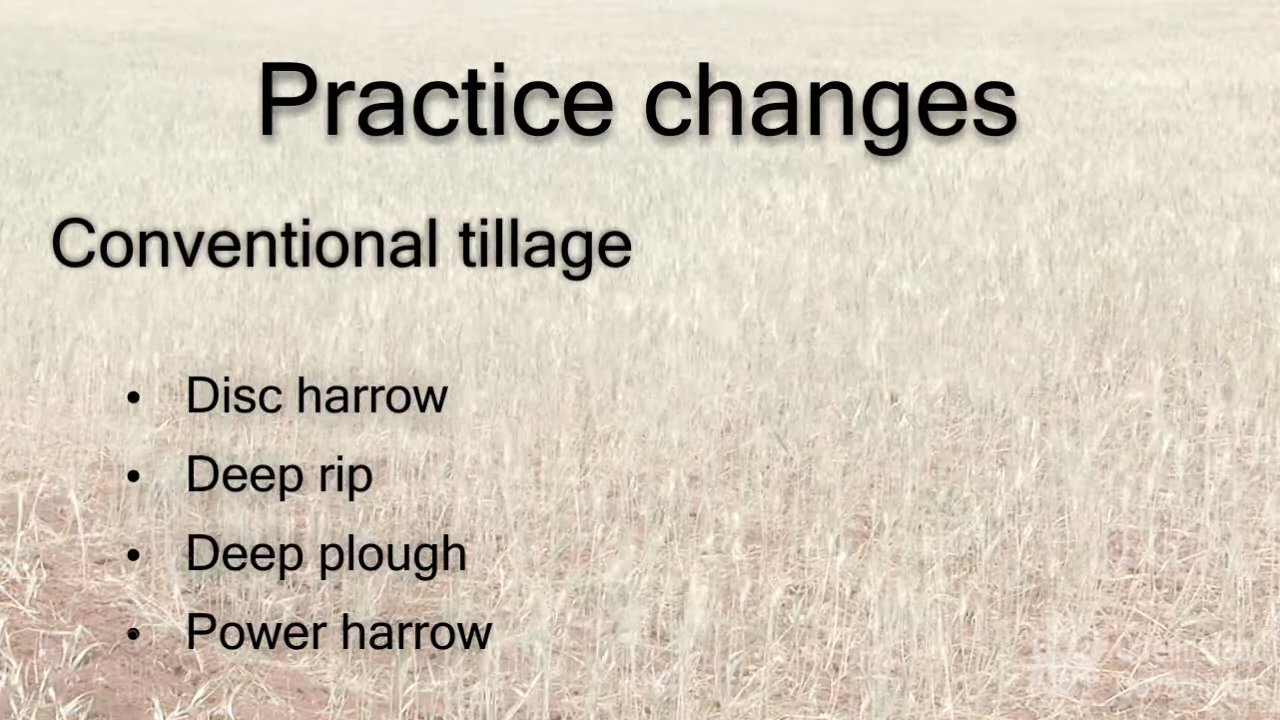 Practice changes
Conventional tillage
• Disc harrow
• Deep rip
• Deep plough
• Power harrow